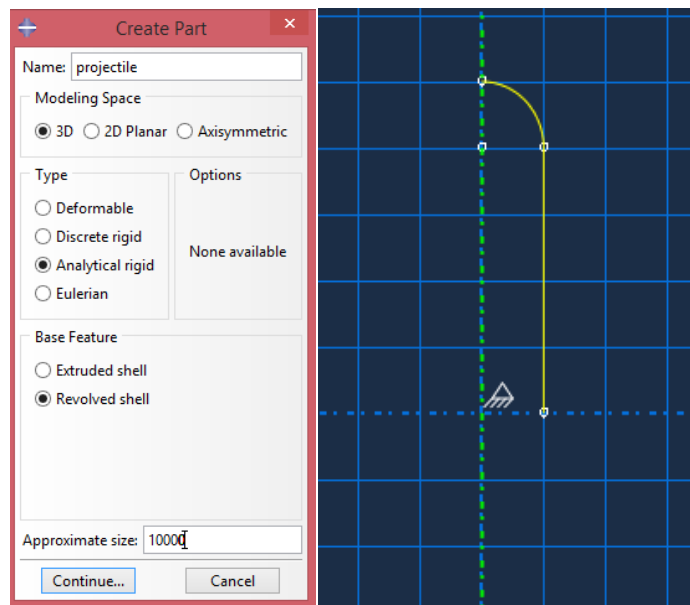 Create Part
×
Name: projectile
Modeling Space
3D 2D Planar Axisymmetric
Type
Options
Deformable
Discrete rigid
Analytical rigid
Eulerian
None available
Base Feature
Extruded shell
Revolved shell
Approximate size: 10000
Continue... Cancel